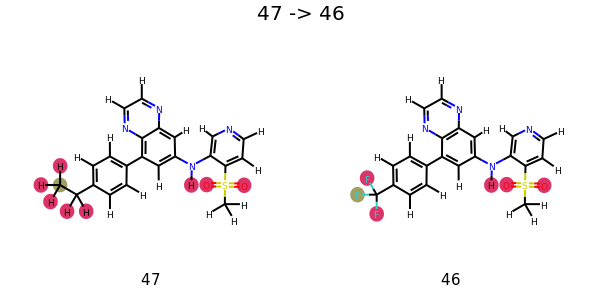 47 -> 46
H H
N N H H
N N H N H
H H H H
H N N
H H H H F H
H H O S O F O S O
H H H F H
H H H H
H H
47 46